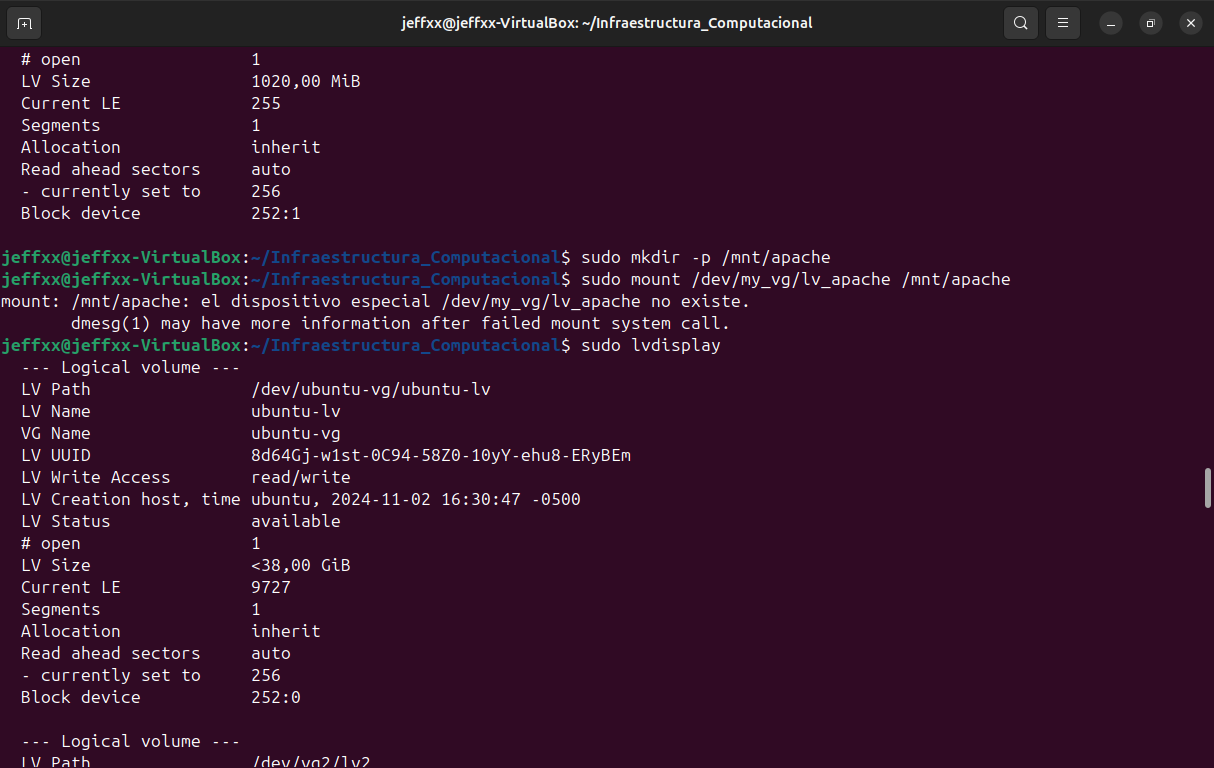 jeffxx@jeffxx-VirtualBox: ~/Infraestructura_Computacional
# open                 1
LV Size                1020,00 MiB
Current LE             255
Segments               1
Allocation             inherit
Read ahead sectors     auto
- currently set to     256
Block device           252:1
jeffxx@jeffxx-VirtualBox:~/Infraestructura_Computacional$ sudo mkdir -p /mnt/apache
jeffxx@jeffxx-VirtualBox:~/Infraestructura_Computacional$ sudo mount /dev/my_vg/lv_apache /mnt/apache
mount: /mnt/apache: el dispositivo especial /dev/my_vg/lv_apache no existe.
       dmesg(1) may have more information after failed mount system call.
jeffxx@jeffxx-VirtualBox:~/Infraestructura_Computacional$ sudo lvdisplay
--- Logical volume ---
LV Path                /dev/ubuntu-vg/ubuntu-lv
LV Name                ubuntu-lv
VG Name                ubuntu-vg
LV UUID                8d64Gj-w1st-0C94-58Z0-10yY-ehu8-ERyBEm
LV Write Access        read/write
LV Creation host, time ubuntu, 2024-11-02 16:30:47 -0500
LV Status              available
# open                 1
LV Size                <38,00 GiB
Current LE             9727
Segments               1
Allocation             inherit
Read ahead sectors     auto
- currently set to     256
Block device           252:0
--- Logical volume ---
LV Path                /dev/vg2/lv2